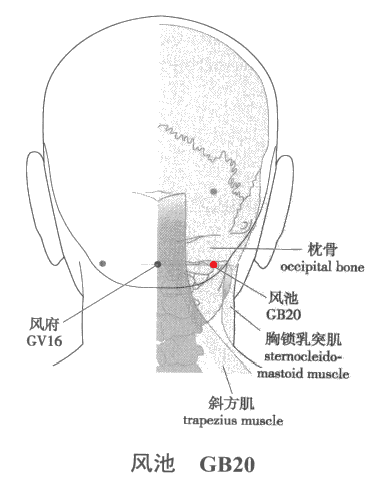 枕骨
occipital bone
风池
GB20
风府
GV16
胸锁乳突肌
sternocleido-
mastoid muscle
斜方肌
trapezius muscle
风池 GB20